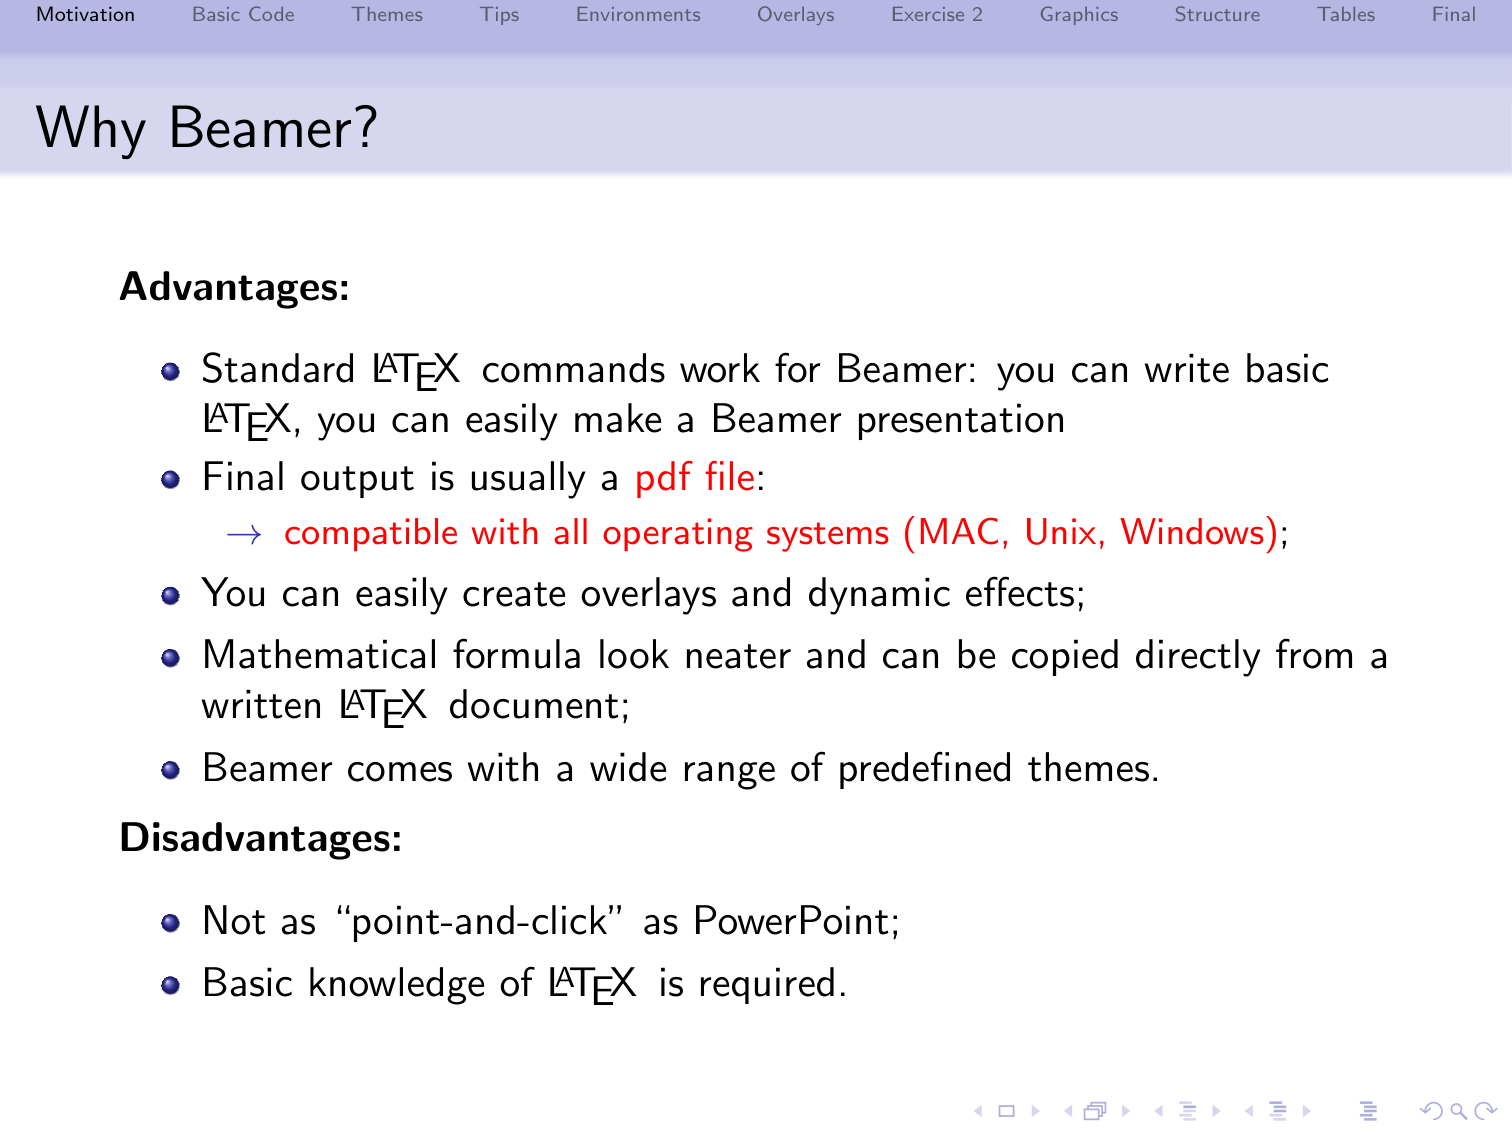 Motivation Basic Code Themes Tips Environments Overlays Exercise 2 Graphics Structure Tables Final
Why Beamer?
Advantages:
Standard LATEX commands work for Beamer: you can write basic
LATEX, you can easily make a Beamer presentation
Final output is usually a pdf file:
→ compatible with all operating systems (MAC, Unix, Windows);
You can easily create overlays and dynamic effects;
Mathematical formula look neater and can be copied directly from a
written LATEX document;
Beamer comes with a wide range of predefined themes.
Disadvantages:
Not as “point-and-click” as PowerPoint;
Basic knowledge of LATEX is required.